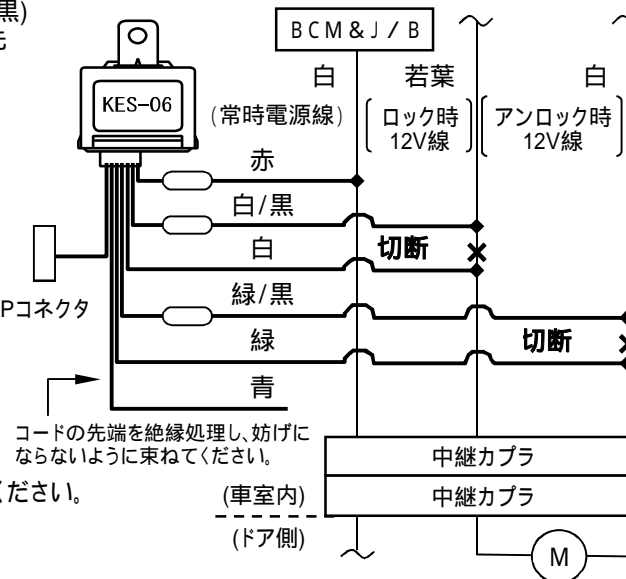 黒)
BCM&J/B
白
若葉
白
KES-06
(常時電源線)
ロック時
12V線
アンロック時
12V線
赤
白/黒
白
切断
緑/黒
Pコネクタ
緑
切断
青
コードの先端を絶縁処理し、妨げに
ならないように束ねてください。
ください。
中継カプラ
(車室内)
中継カプラ
(ドア側)
M